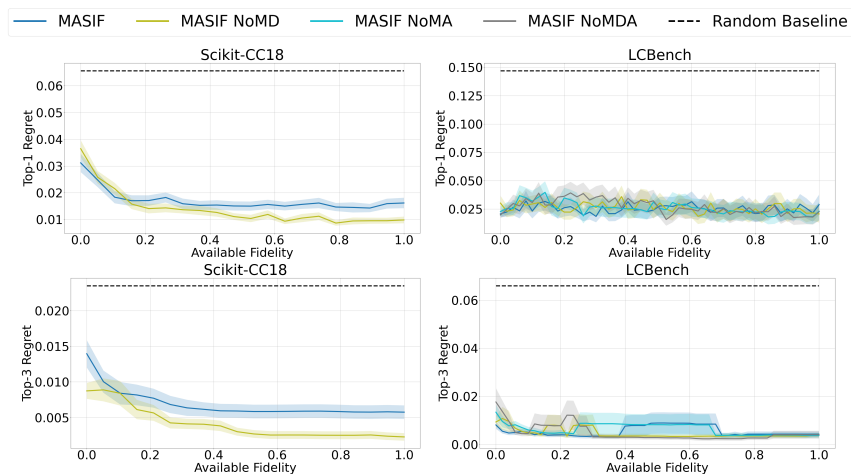 MASIF MASIF NoMD MASIF NoMA MASIF NoMDA Random Baseline
Scikit-CC18
Top-1 Regret
0.06
0.05
0.04
0.03
0.02
0.01
0.0 0.2 0.4 0.6 0.8 1.0
Available Fidelity
LCBench
Top-1 Regret
0.150
0.125
0.100
0.075
0.050
0.025
0.0 0.2 0.4 0.6 0.8 1.0
Available Fidelity
Scikit-CC18
Top-3 Regret
0.020
0.015
0.010
0.005
0.0 0.2 0.4 0.6 0.8 1.0
Available Fidelity
LCBench
Top-3 Regret
0.06
0.04
0.02
0.00
0.0 0.2 0.4 0.6 0.8 1.0
Available Fidelity